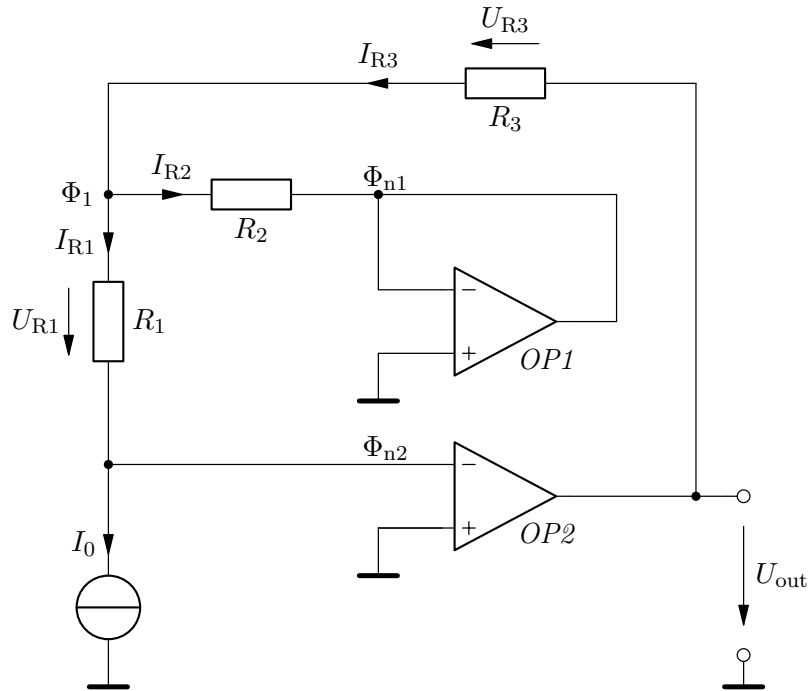 U_R3
I_R3
R_3
I_R2
Φ_n1
Φ_1
R_2
I_R1
−
U_R1
R_1
+
OP1
Φ_n2
−
+
OP2
I_0
U_out